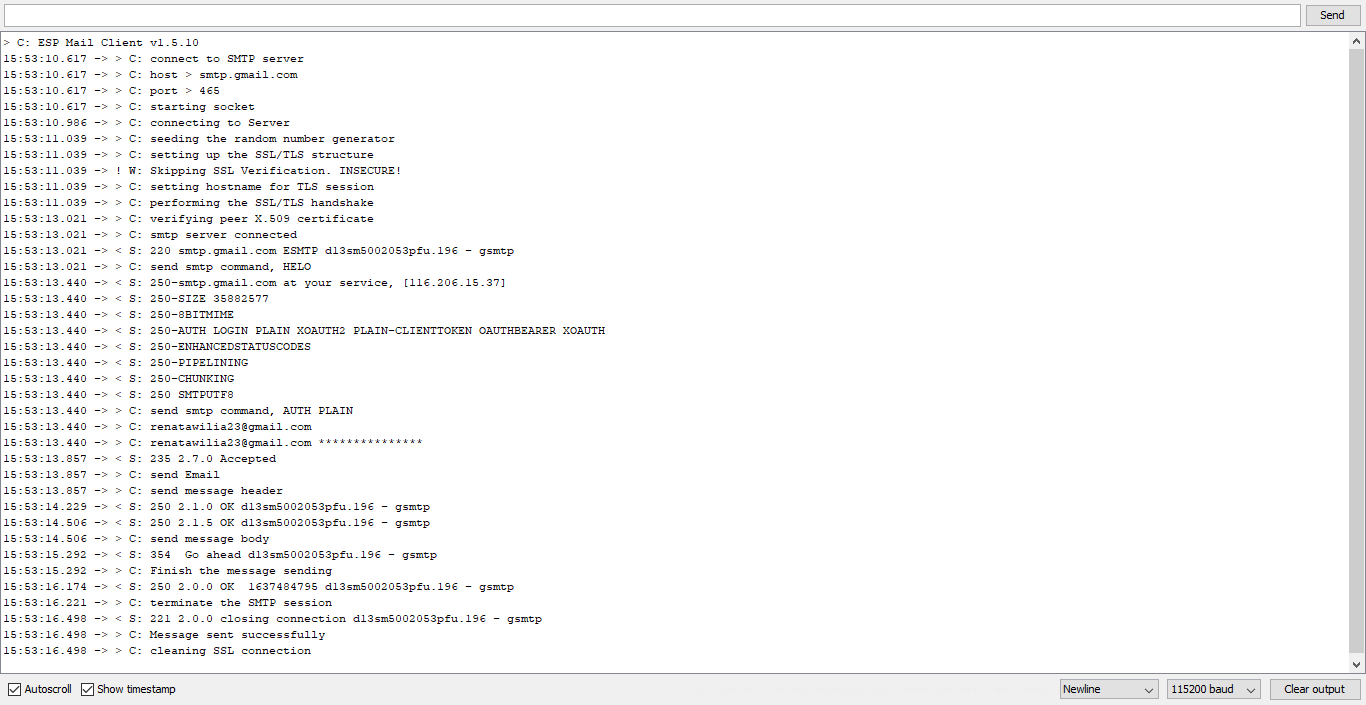 Send
> C: ESP Mail Client v1.5.10
15:53:10.617 -> > C: connect to SMTP server
15:53:10.617 -> > C: host > smtp.gmail.com
15:53:10.617 -> > C: port > 465
15:53:10.617 -> > C: starting socket
15:53:10.986 -> > C: connecting to Server
15:53:11.039 -> > C: seeding the random number generator
15:53:11.039 -> > C: setting up the SSL/TLS structure
15:53:11.039 -> ! W: Skipping SSL Verification. INSECURE!
15:53:11.039 -> > C: setting hostname for TLS session
15:53:11.039 -> > C: performing the SSL/TLS handshake
15:53:13.021 -> > C: verifying peer X.509 certificate
15:53:13.021 -> > C: smtp server connected
15:53:13.021 -> < S: 220 smtp.gmail.com ESMTP d13sm5002053pfu.196 - gsmtp
15:53:13.021 -> > C: send smtp command, HELO
15:53:13.440 -> < S: 250-smtp.gmail.com at your service, [116.206.15.37]
15:53:13.440 -> < S: 250-SIZE 35882577
15:53:13.440 -> < S: 250-8BITMIME
15:53:13.440 -> < S: 250-AUTH LOGIN PLAIN XOAUTH2 PLAIN-CLIENTTOKEN OAUTHBEARER XOAUTH
15:53:13.440 -> < S: 250-ENHANCEDSTATUSCODES
15:53:13.440 -> < S: 250-PIPELINING
15:53:13.440 -> < S: 250-CHUNKING
15:53:13.440 -> < S: 250 SMTPUTF8
15:53:13.440 -> > C: send smtp command, AUTH PLAIN
15:53:13.440 -> > C: renatawilia23@gmail.com
15:53:13.440 -> > C: renatawilia23@gmail.com ***************
15:53:13.857 -> < S: 235 2.7.0 Accepted
15:53:13.857 -> > C: send Email
15:53:13.857 -> > C: send message header
15:53:14.229 -> < S: 250 2.1.0 OK d13sm5002053pfu.196 - gsmtp
15:53:14.506 -> < S: 250 2.1.5 OK d13sm5002053pfu.196 - gsmtp
15:53:14.506 -> > C: send message body
15:53:15.292 -> < S: 354  Go ahead d13sm5002053pfu.196 - gsmtp
15:53:15.292 -> > C: Finish the message sending
15:53:16.174 -> < S: 250 2.0.0 OK  1637484795 d13sm5002053pfu.196 - gsmtp
15:53:16.221 -> > C: terminate the SMTP session
15:53:16.498 -> < S: 221 2.0.0 closing connection d13sm5002053pfu.196 - gsmtp
15:53:16.498 -> > C: Message sent successfully
15:53:16.498 -> > C: cleaning SSL connection
Autoscroll Show timestamp Newline 115200 baud Clear output